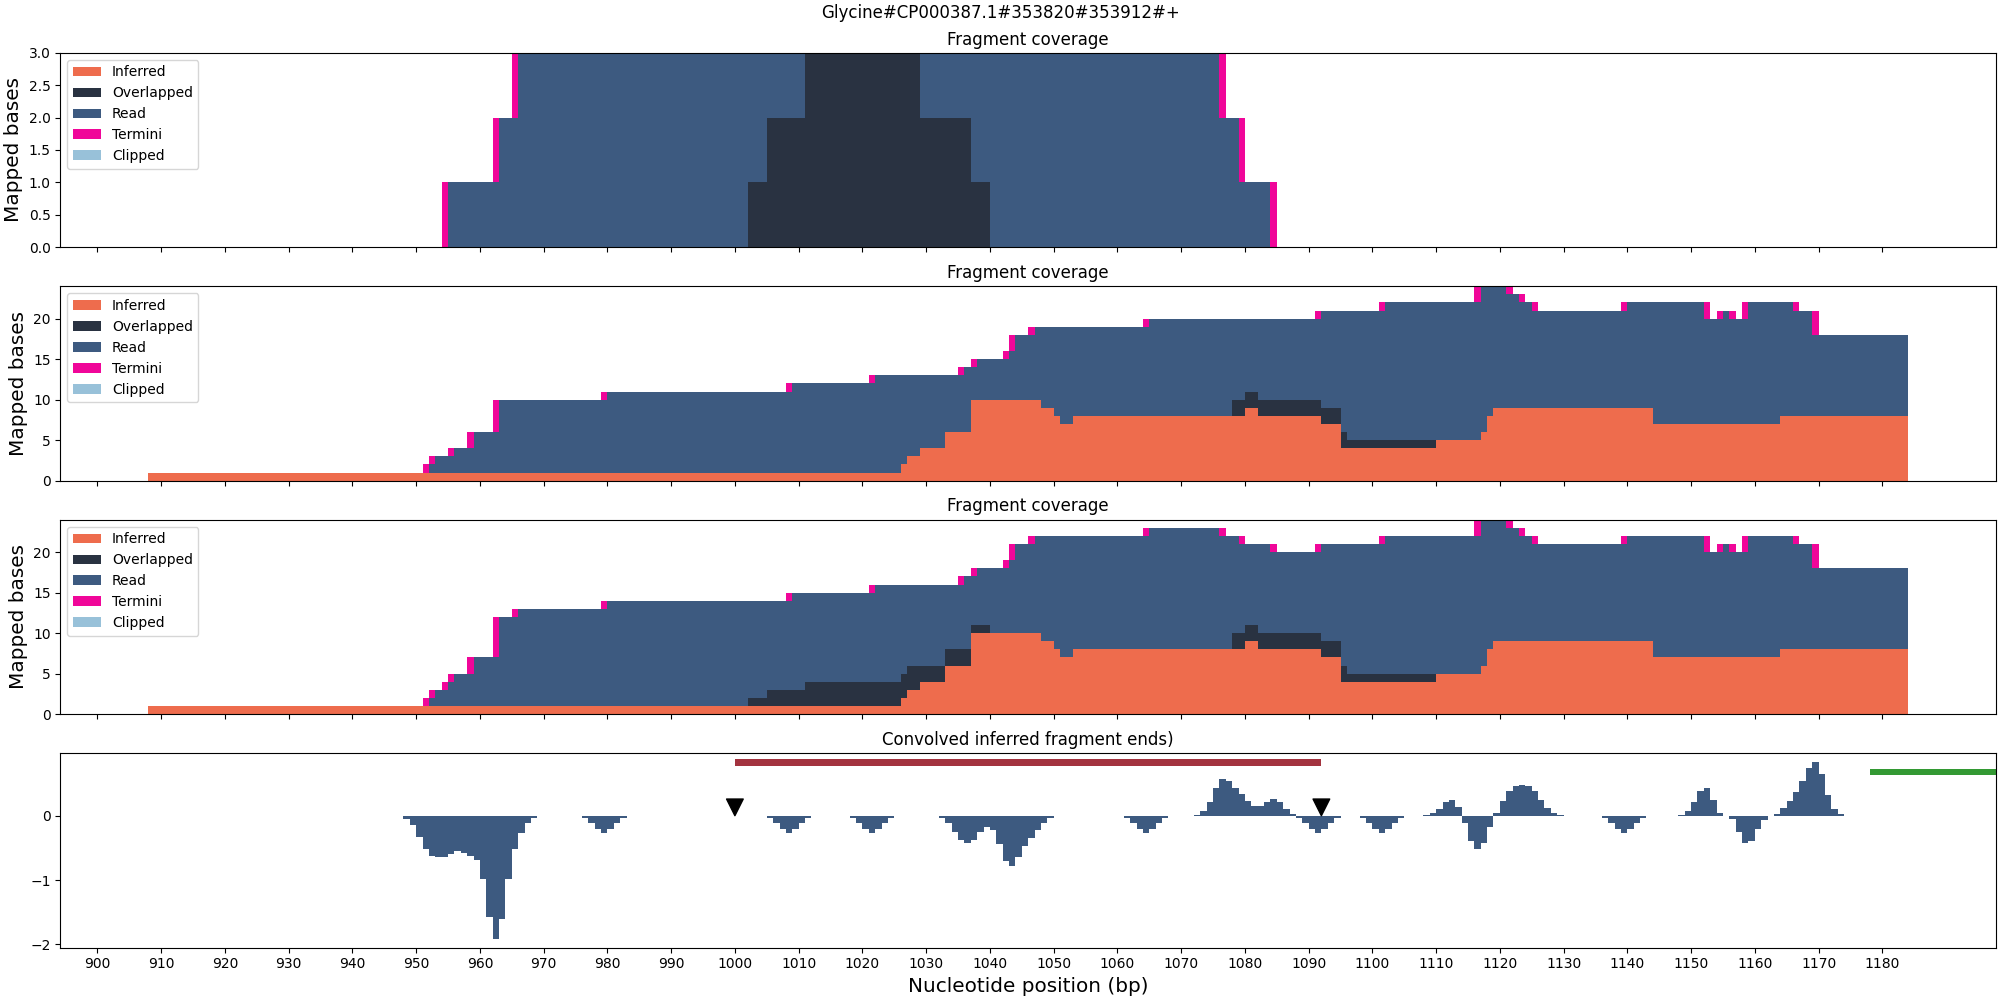 Glycine#CP000387.1#353820#353912#+
Fragment coverage
Mapped bases
3.0
2.5
2.0
1.5
1.0
0.5
0.0
Inferred
Overlapped
Read
Termini
Clipped
Fragment coverage
Mapped bases
20
15
10
5
0
Inferred
Overlapped
Read
Termini
Clipped
Fragment coverage
Mapped bases
20
15
10
5
0
Inferred
Overlapped
Read
Termini
Clipped
Convolved inferred fragment ends)
0
−1
−2
900 910 920 930 940 950 960 970 980 990 1000 1010 1020 1030 1040 1050 1060 1070 1080 1090 1100 1110 1120 1130 1140 1150 1160 1170 1180
Nucleotide position (bp)